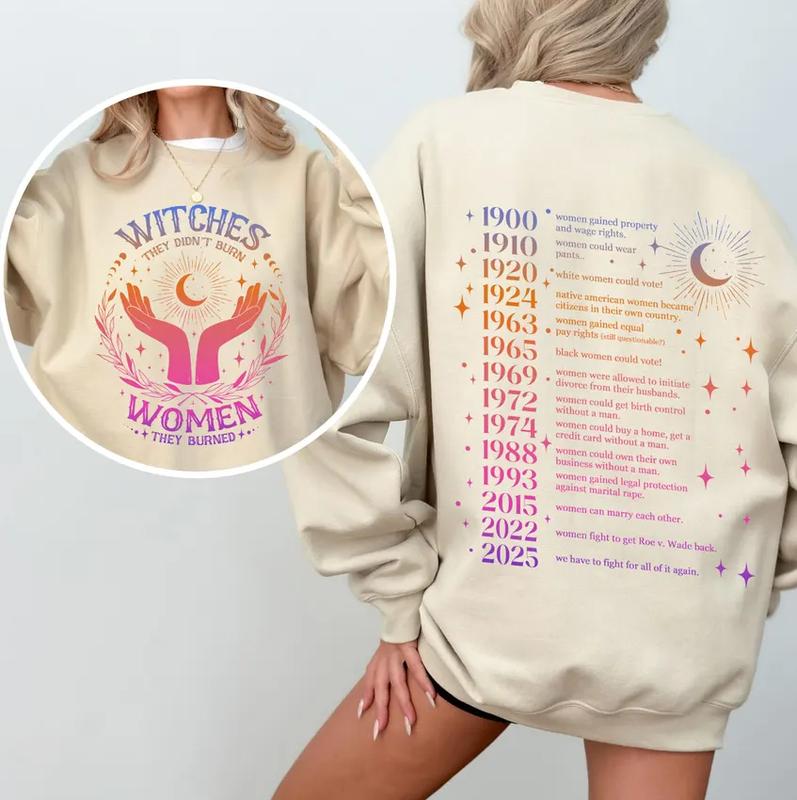 WITCHES
THEY DIDN'T BURN
WOMEN
THEY BURNED
1900 women gained property
and wage rights.
1910 women could wear
pants..
1920 white women could vote!
1924 native american women became
citizens in their own country.
1963 women gained equal
pay rights (still questionable?)
1965 black women could vote!
1969 women were allowed to initiate
divorce from their husbands.
1972 women could get birth control
without a man.
1974 women could buy a home, get a
credit card without a man.
1988 women could own their own
business without a man.
1993 women gained legal protection
against marital rape.
2015 women can marry each other.
2022 women fight to get Roe v. Wade back.
2025 we have to fight for all of it again.